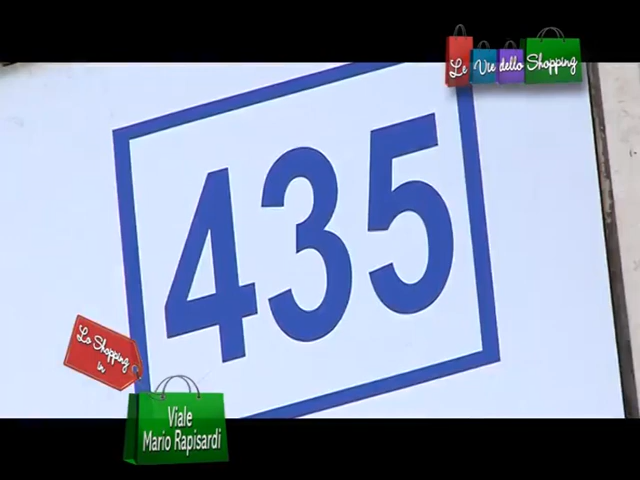 Le Vie dello Shopping
435
Lo Shopping
in
Viale
Mario Rapisardi